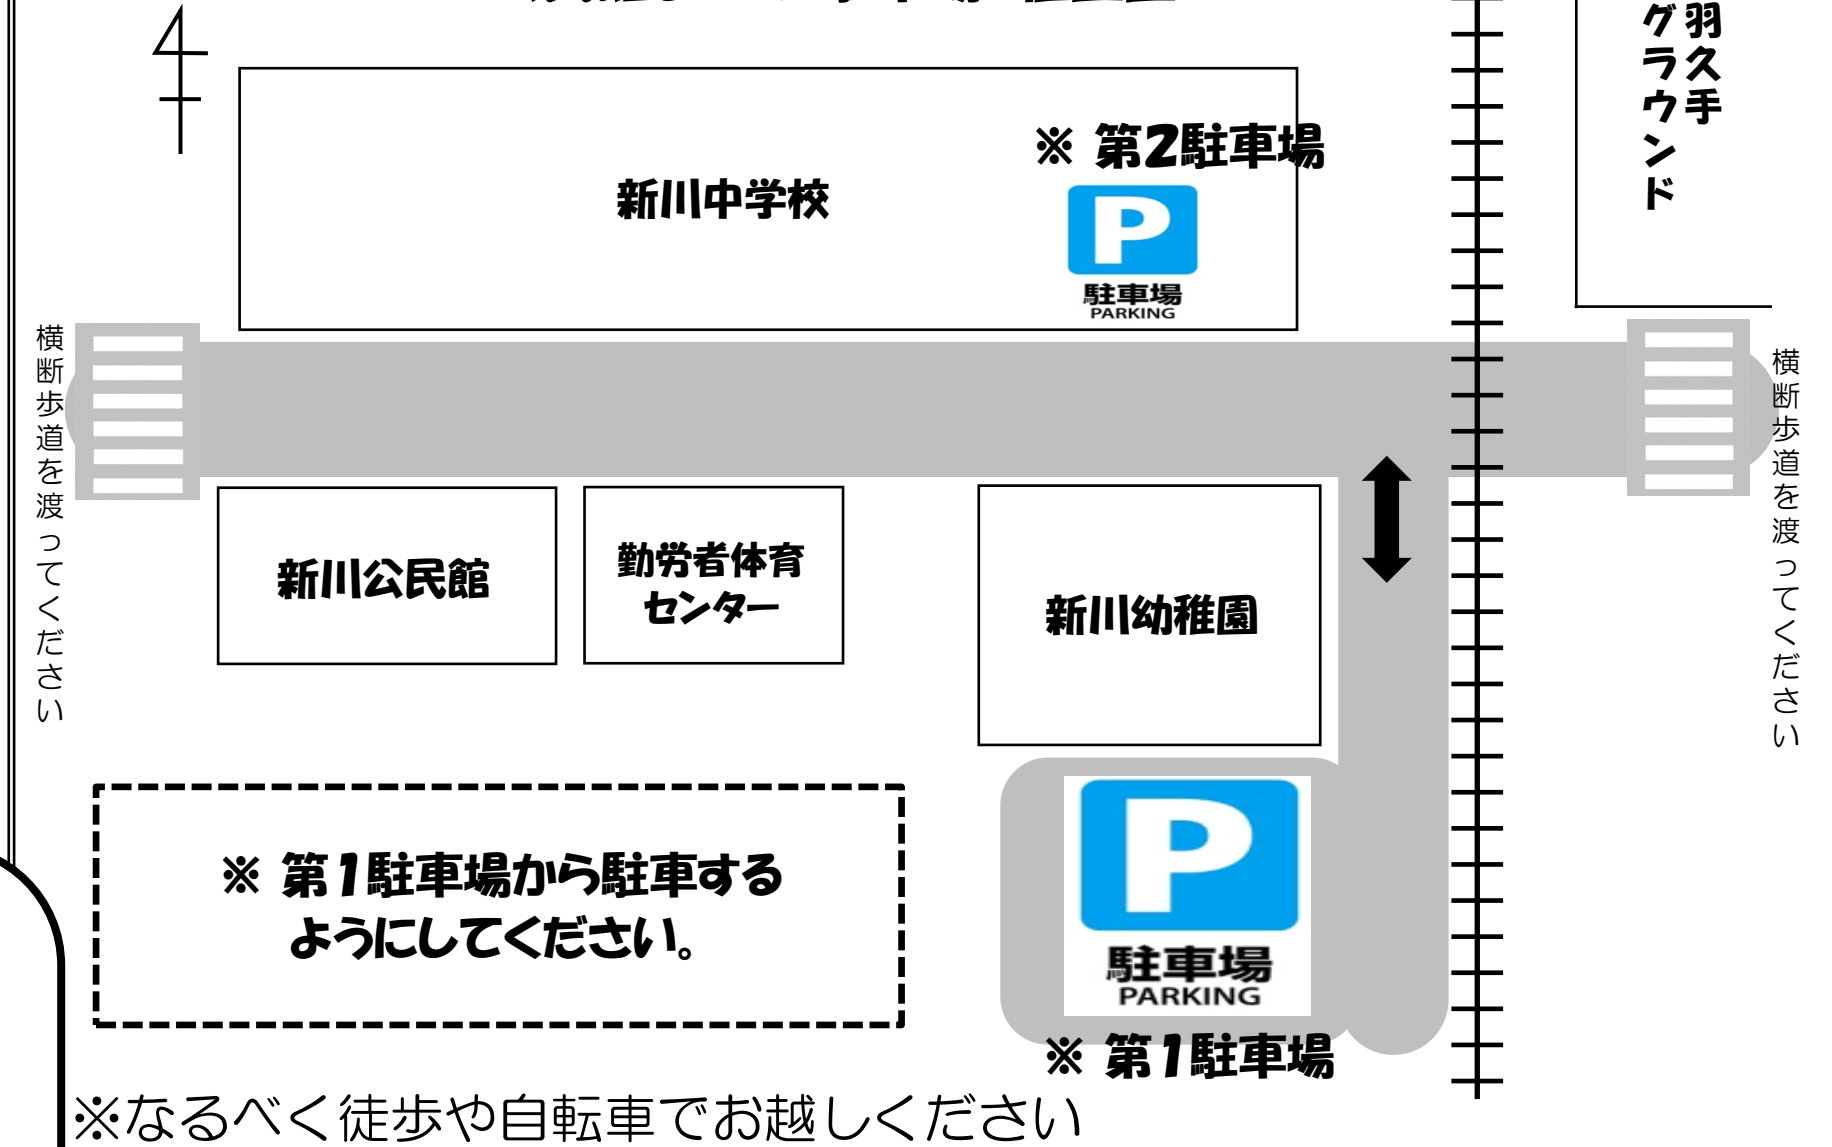 羽久手
グラウンド
※ 第2駐車場
新川中学校
駐車場
PARKING
横断歩道を渡ってください
横断歩道を渡ってください
新川公民館
勤労者体育
センター
新川幼稚園
※ 第1駐車場から駐車する
ようにしてください。
駐車場
PARKING
※ 第1駐車場
※なるべく徒歩や自転車でお越しください